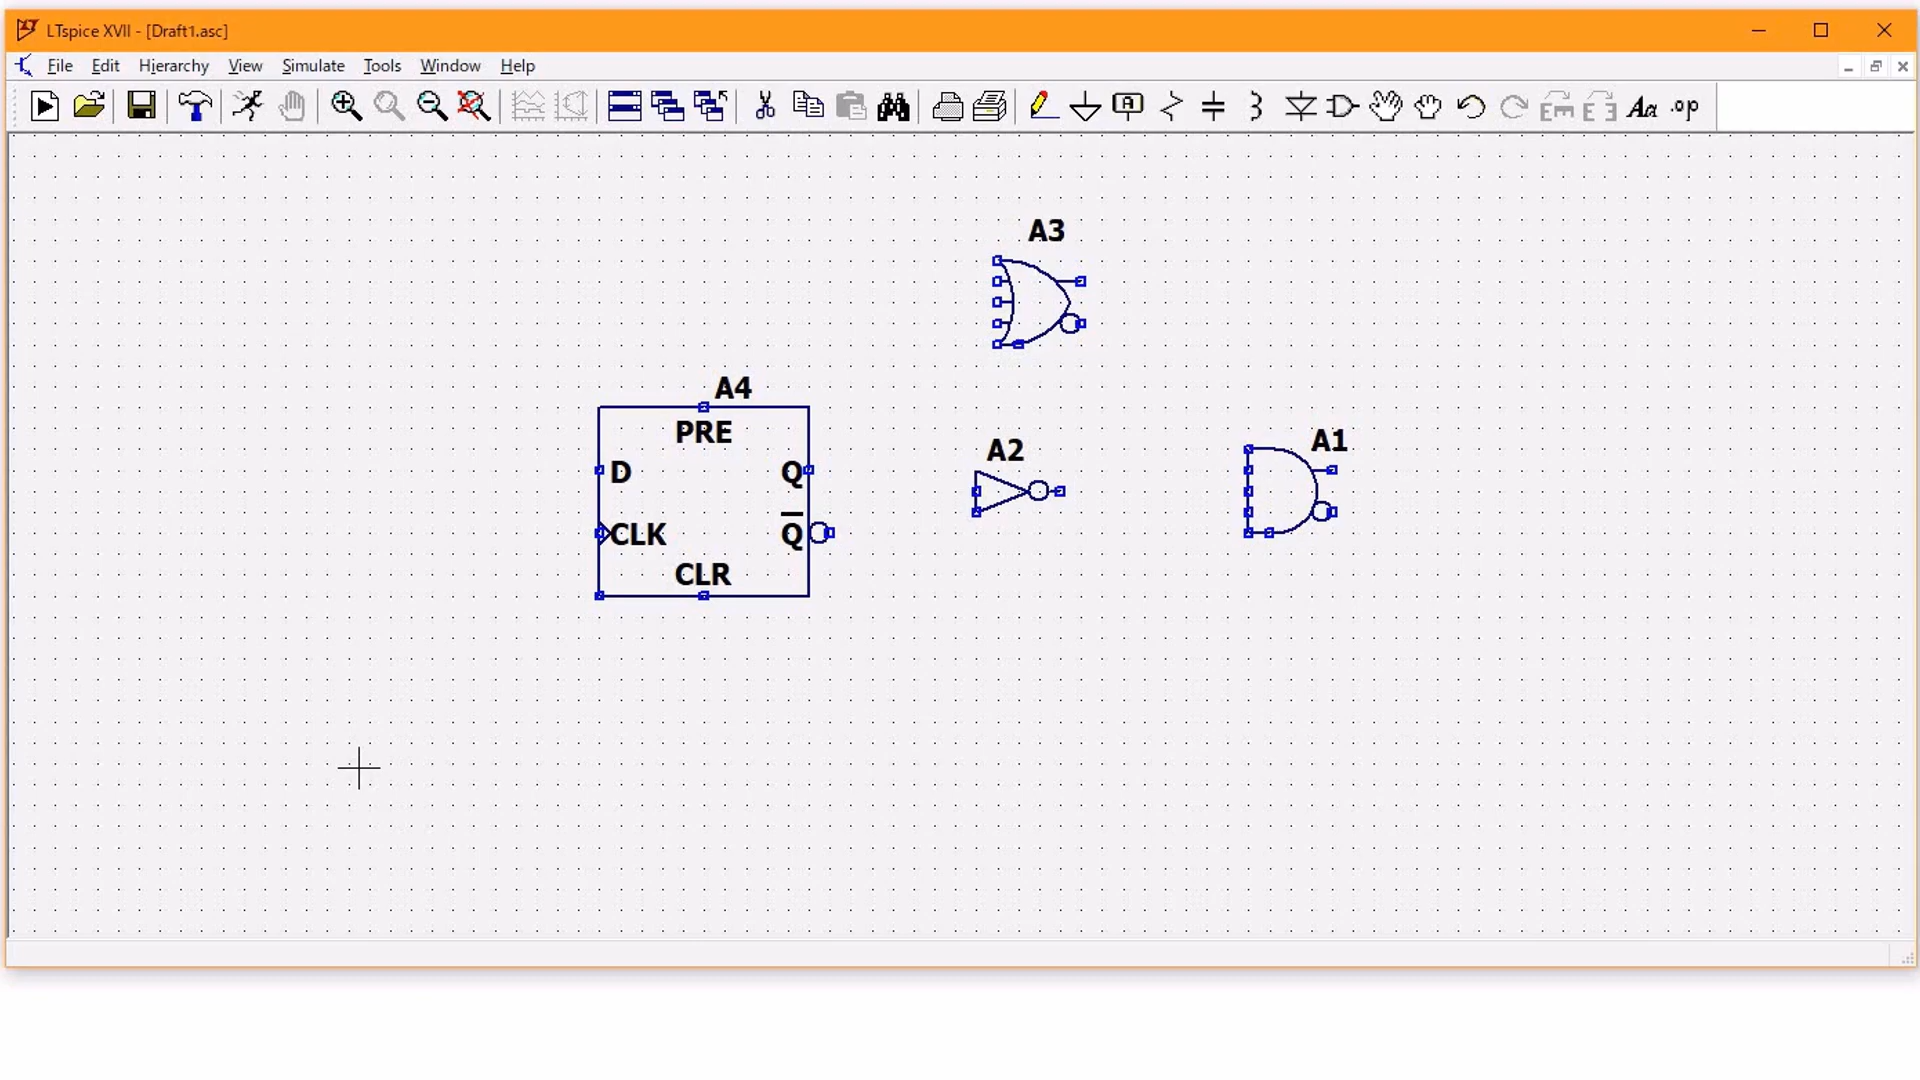 LTspice XVII - [Draft1.asc]
File Edit Hierarchy View Simulate Tools Window Help
A Aa .op
A3
A4
PRE
D Q
CLK Q̅
CLR
A2
A1